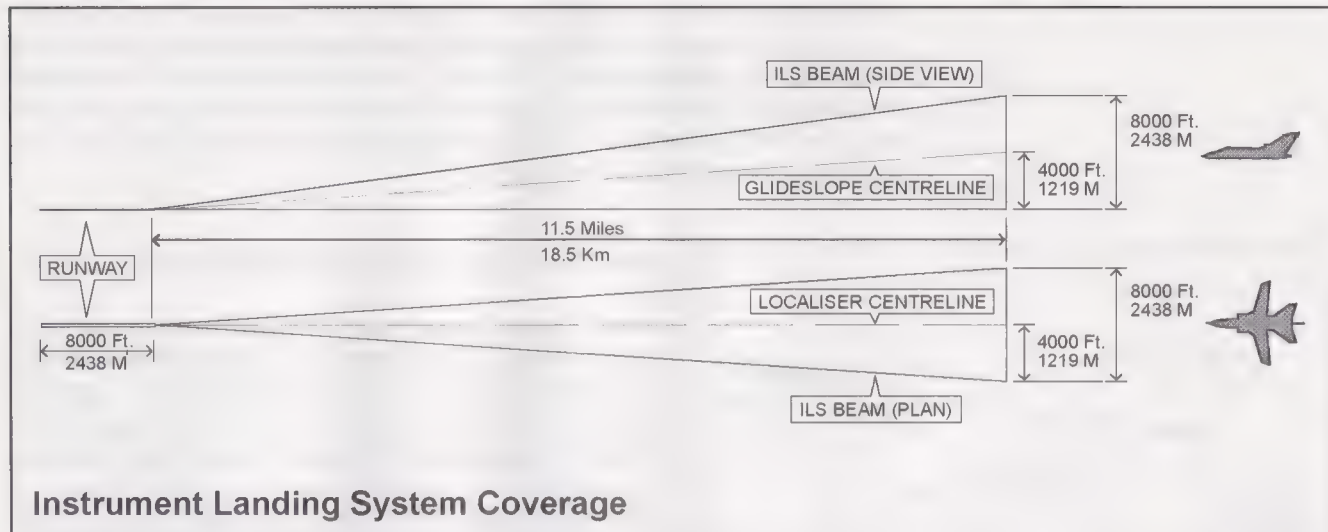 ILS BEAM (SIDE VIEW)
8000 Ft.
2438 M
4000 Ft.
1219 M
GLIDESLOPE CENTRELINE
11.5 Miles
18.5 Km
RUNWAY
LOCALISER CENTRELINE
8000 Ft.
2438 M
4000 Ft.
1219 M
8000 Ft.
2438 M
ILS BEAM (PLAN)
Instrument Landing System Coverage